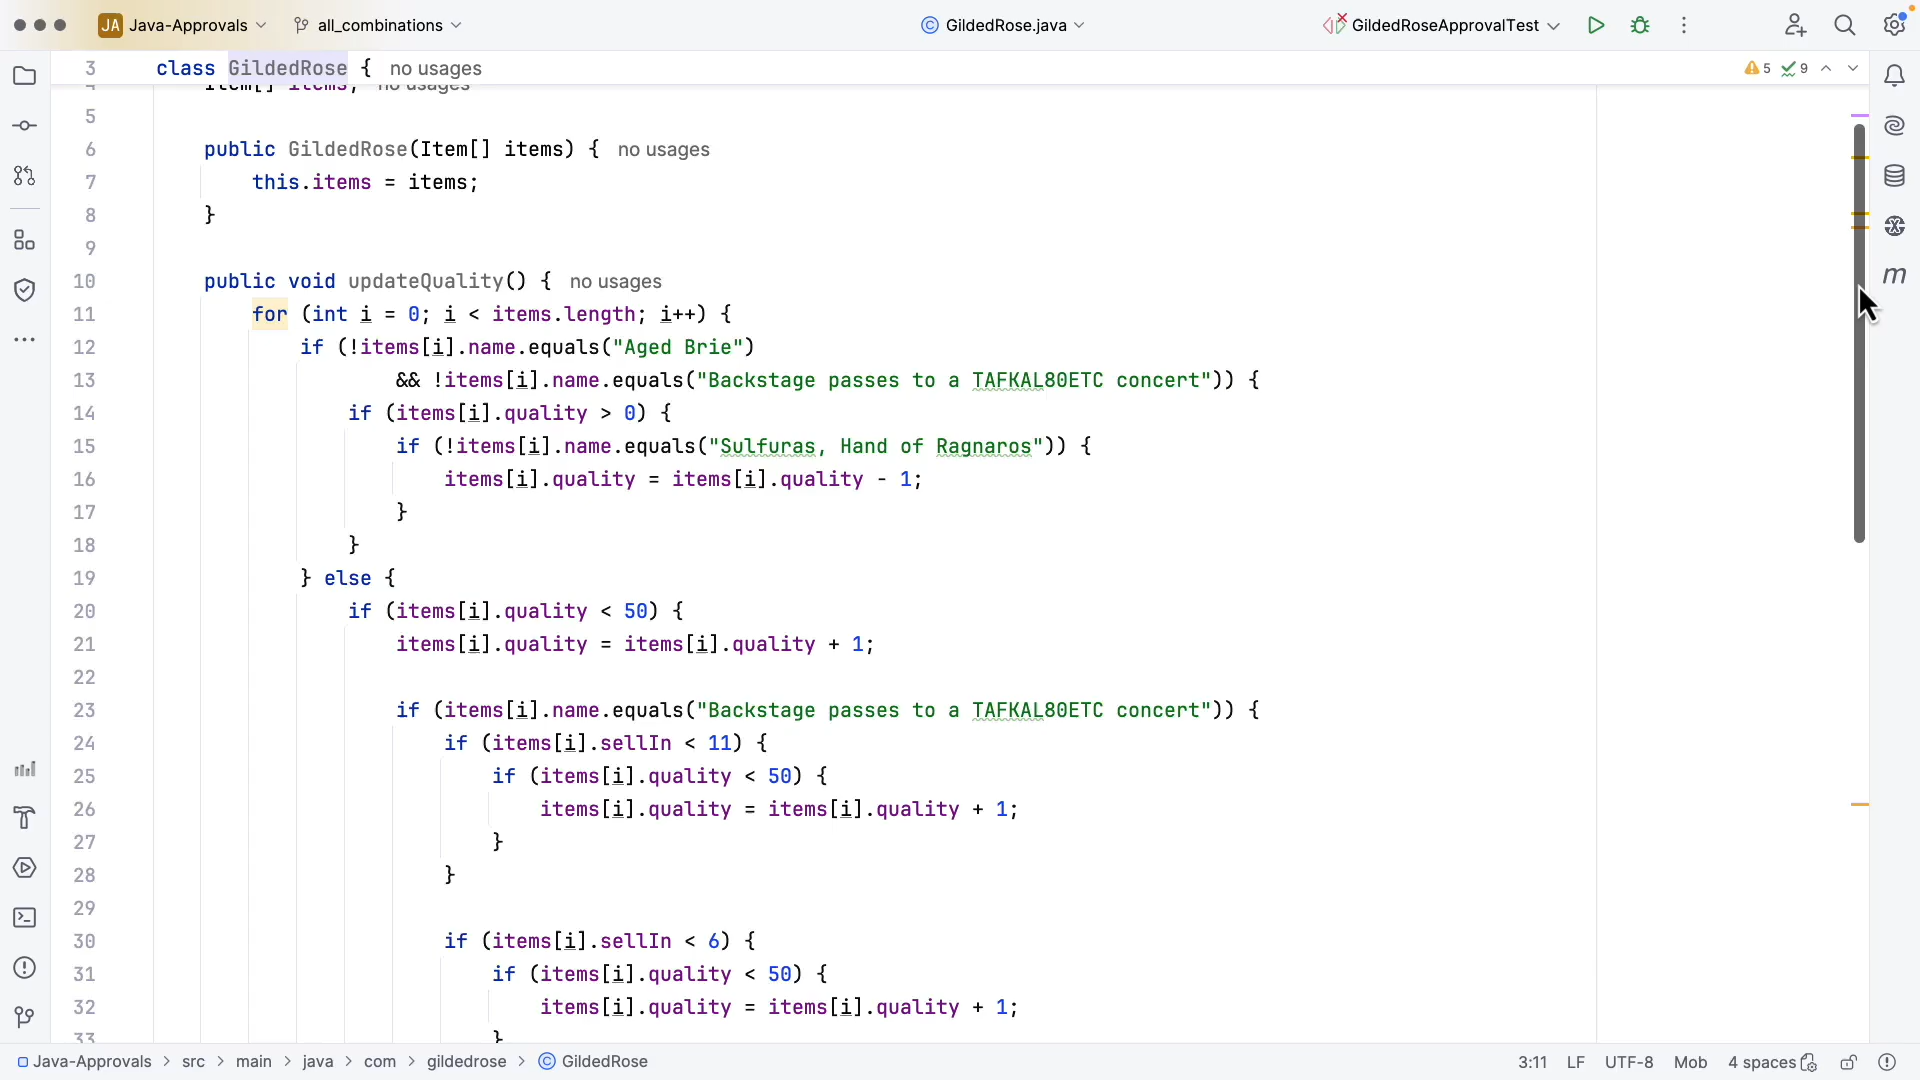 JA Java-Approvals all_combinations GildedRose.java GildedRoseApprovalTest
3 class GildedRose { no usages 5 9
4 Item[] items; no usages
5
6 public GildedRose(Item[] items) { no usages
7 this.items = items;
8 }
9
10 public void updateQuality() { no usages
11 for (int i = 0; i < items.length; i++) {
12 if (!items[i].name.equals("Aged Brie")
13 && !items[i].name.equals("Backstage passes to a TAFKAL80ETC concert")) {
14 if (items[i].quality > 0) {
15 if (!items[i].name.equals("Sulfuras, Hand of Ragnaros")) {
16 items[i].quality = items[i].quality - 1;
17 }
18 }
19 } else {
20 if (items[i].quality < 50) {
21 items[i].quality = items[i].quality + 1;
22
23 if (items[i].name.equals("Backstage passes to a TAFKAL80ETC concert")) {
24 if (items[i].sellIn < 11) {
25 if (items[i].quality < 50) {
26 items[i].quality = items[i].quality + 1;
27 }
28 }
29
30 if (items[i].sellIn < 6) {
31 if (items[i].quality < 50) {
32 items[i].quality = items[i].quality + 1;
33 }
Java-Approvals > src > main > java > com > gildedrose > GildedRose 3:11 LF UTF-8 Mob 4 spaces